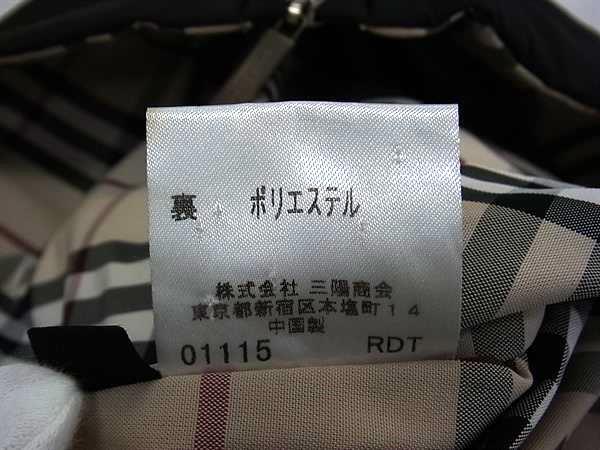 裏 ポリエステル
株式会社 三陽商会
東京都新宿区本塩町14
中国製
01115 RDT